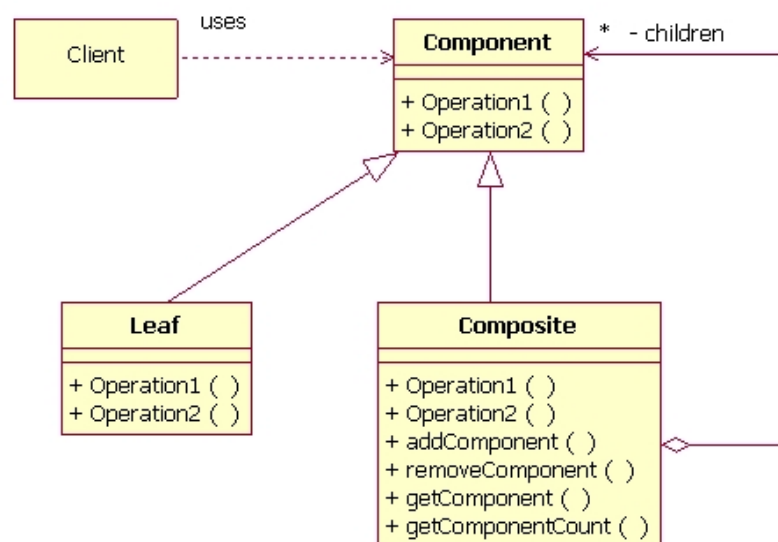 uses
Client
Component
* - children
+ Operation1 ( )
+ Operation2 ( )
Leaf
+ Operation1 ( )
+ Operation2 ( )
Composite
+ Operation1 ( )
+ Operation2 ( )
+ addComponent ( )
+ removeComponent ( )
+ getComponent ( )
+ getComponentCount ( )